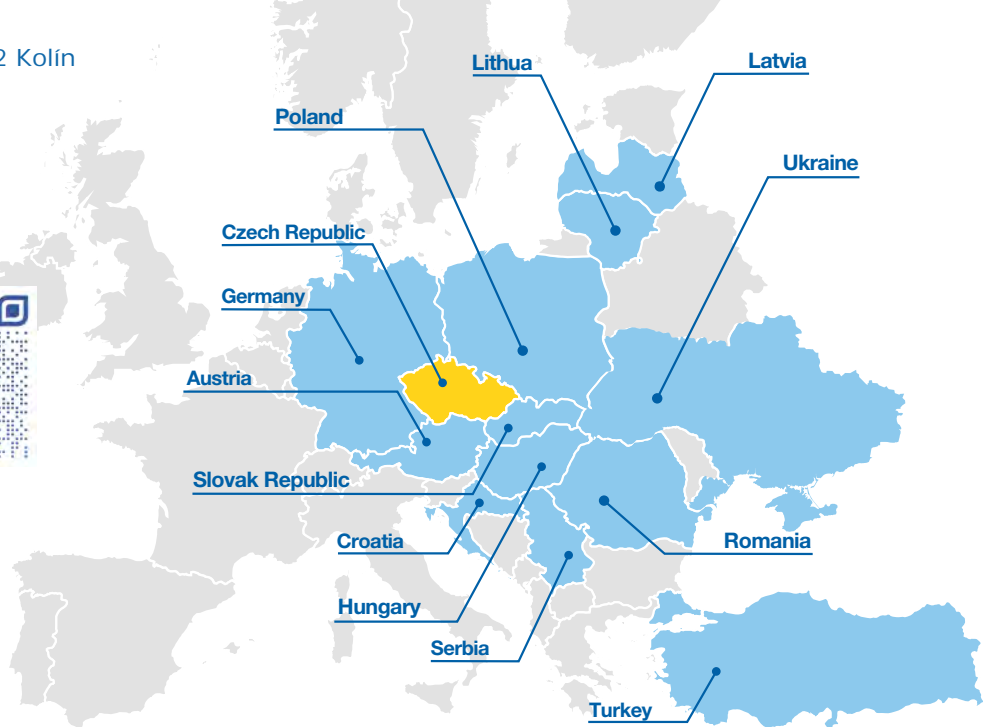 2 Kolín
Lithua
Latvia
Poland
Ukraine
Czech Republic
Germany
Austria
Slovak Republic
Croatia
Romania
Hungary
Serbia
Turkey